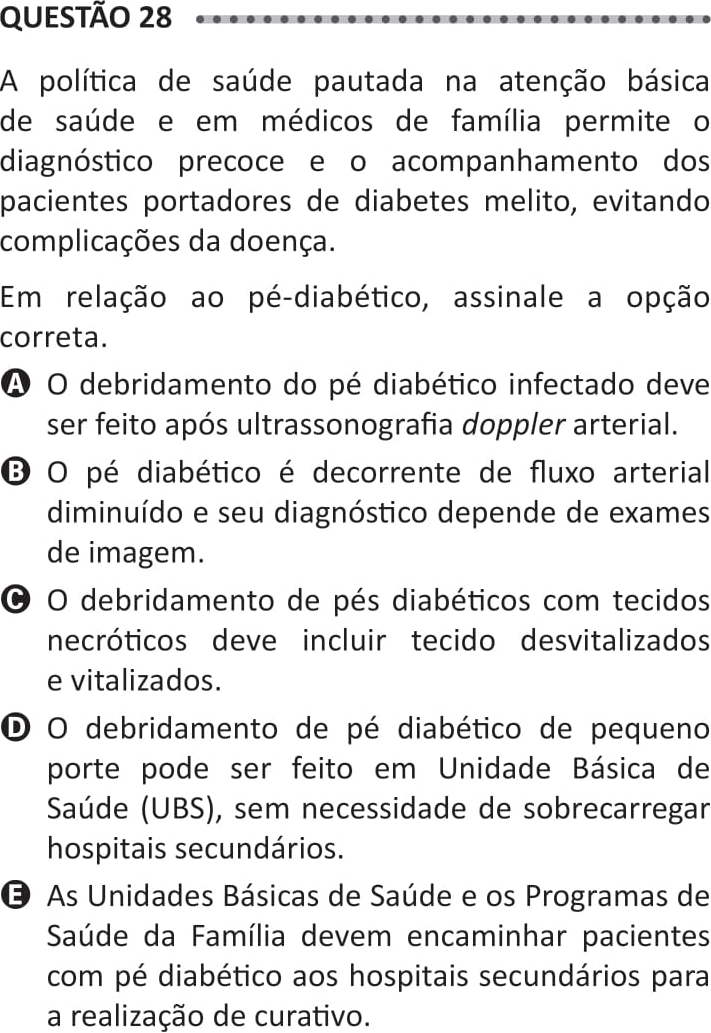 QUESTÃO 28
A política de saúde pautada na atenção básica
de saúde e em médicos de família permite o
diagnóstico precoce e o acompanhamento dos
pacientes portadores de diabetes melito, evitando
complicações da doença.
Em relação ao pé-diabético, assinale a opção
correta.
A O debridamento do pé diabético infectado deve
ser feito após ultrassonografia doppler arterial.
B O pé diabético é decorrente de fluxo arterial
diminuído e seu diagnóstico depende de exames
de imagem.
C O debridamento de pés diabéticos com tecidos
necróticos deve incluir tecido desvitalizados
e vitalizados.
D O debridamento de pé diabético de pequeno
porte pode ser feito em Unidade Básica de
Saúde (UBS), sem necessidade de sobrecarregar
hospitais secundários.
E As Unidades Básicas de Saúde e os Programas de
Saúde da Família devem encaminhar pacientes
com pé diabético aos hospitais secundários para
a realização de curativo.